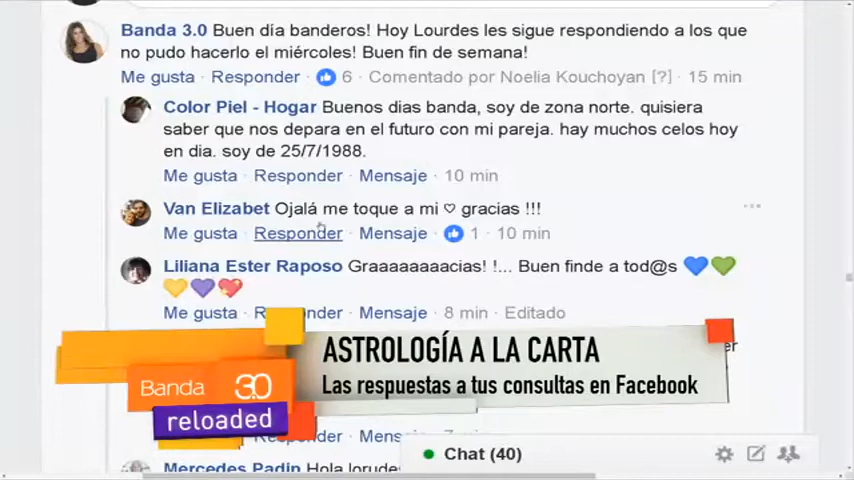 Banda 3.0 Buen día banderos! Hoy Lourdes les sigue respondiendo a los que
no pudo hacerlo el miércoles! Buen fin de semana!
Me gusta · Responder · 6 · Comentado por Noelia Kouchoyan [?] · 15 min
Color Piel - Hogar Buenos dias banda, soy de zona norte. quisiera
saber que nos depara en el futuro con mi pareja. hay muchos celos hoy
en dia. soy de 25/7/1988.
Me gusta · Responder · Mensaje · 10 min
Van Elizabet Ojalá me toque a mi ♡ gracias !!!
Me gusta · Responder · Mensaje · 1 · 10 min
Liliana Ester Raposo Graaaaaaaacias! !... Buen finde a tod@s 💙💚
💛💜💖
Me gusta · Responder · Mensaje · 8 min · Editado
ASTROLOGÍA A LA CARTA
Las respuestas a tus consultas en Facebook
Banda 3.0
reloaded
Chat (40)
Mercedes Padin Hola